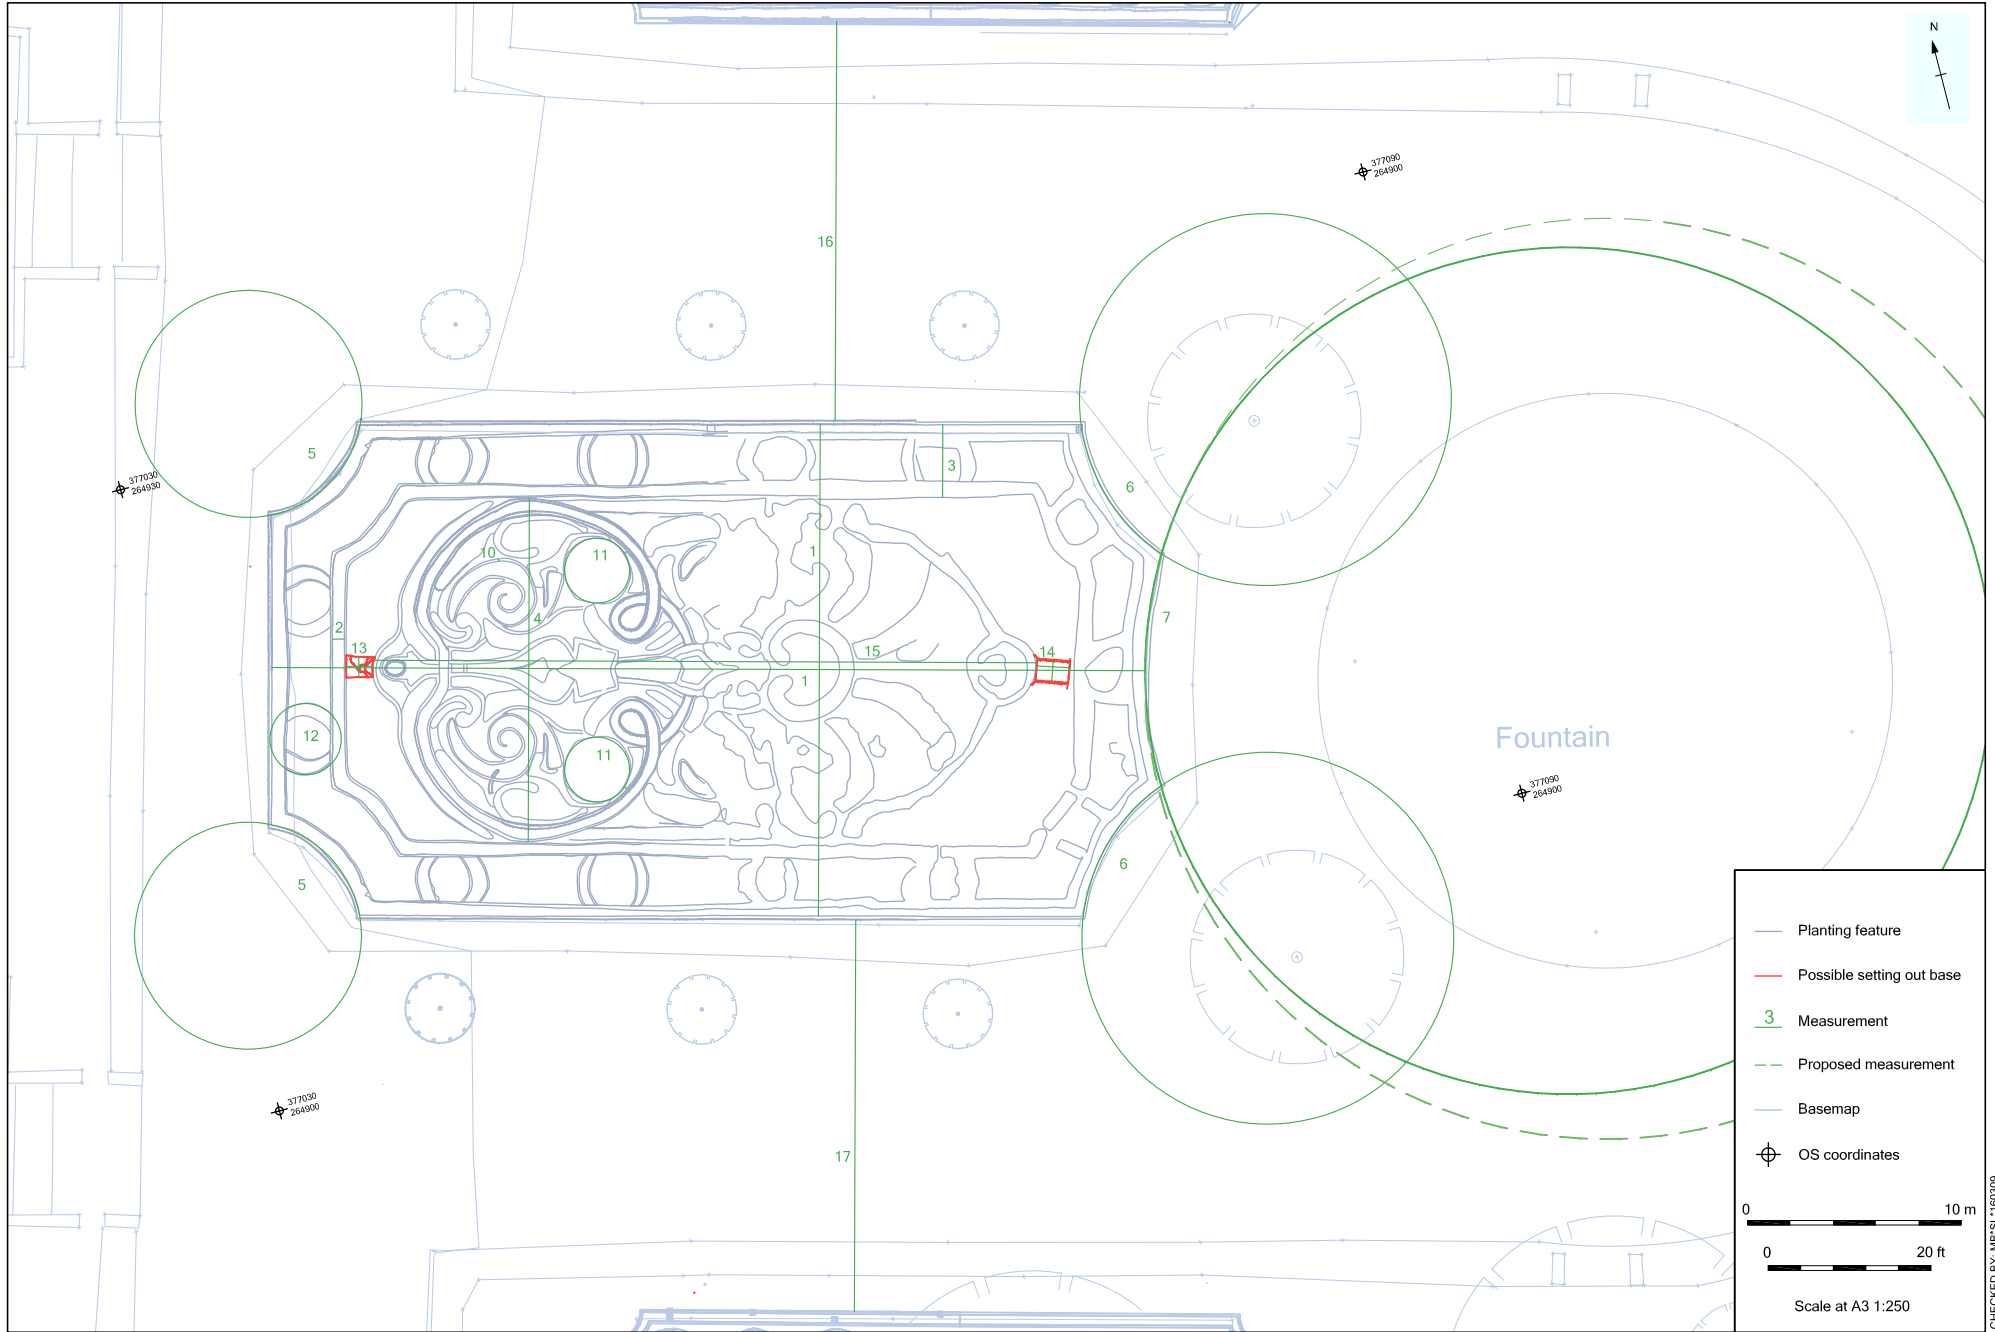 N
377090
264900
16
5
3
6
377030
264930
1
10
11
4
7
2
13
15
14
1
12
Fountain
11
377090
264900
6
5
Planting feature
Possible setting out base
3 Measurement
Proposed measurement
Basemap
377030
264900
OS coordinates
17
0 10 m
0 20 ft
Scale at A3 1:250